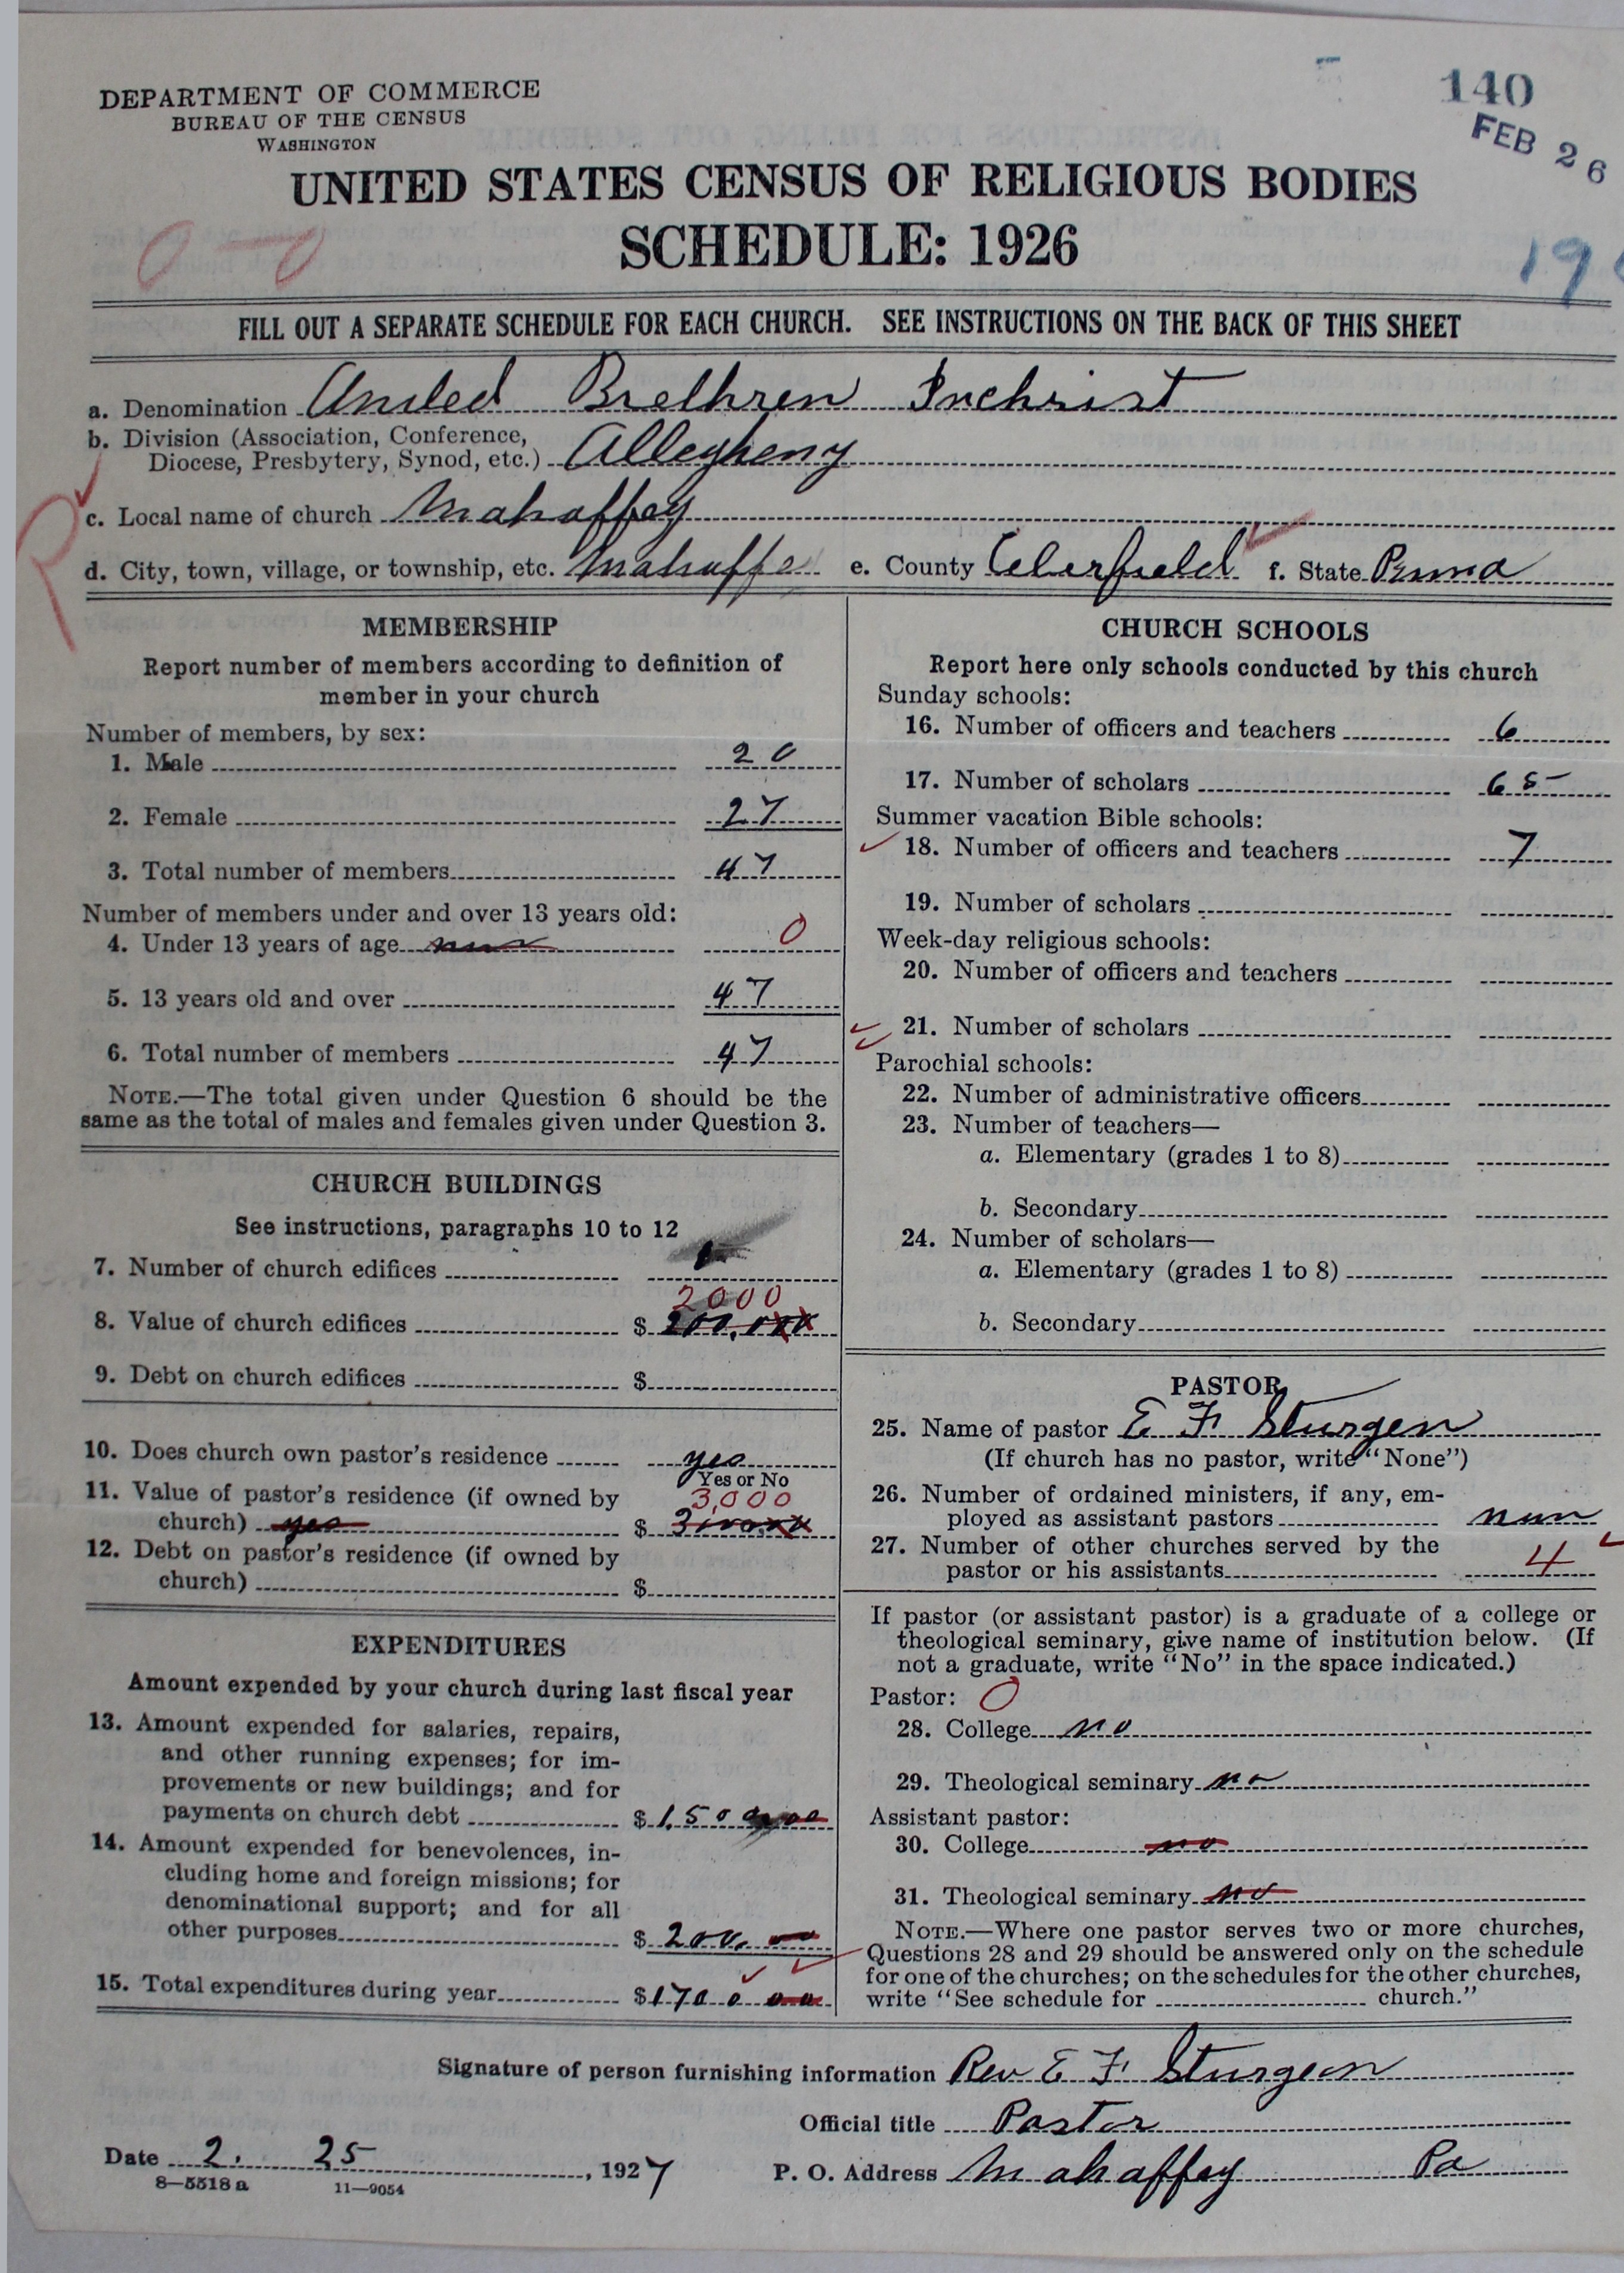 DEPARTMENT OF COMMERCE
BUREAU OF THE CENSUS
WASHINGTON
140
FEB 26
UNITED STATES CENSUS OF RELIGIOUS BODIES
SCHEDULE: 1926
0-0
19
FILL OUT A SEPARATE SCHEDULE FOR EACH CHURCH. SEE INSTRUCTIONS ON THE BACK OF THIS SHEET
a. Denomination United Brethren Inchrist
b. Division (Association, Conference,
Diocese, Presbytery, Synod, etc.) Allegheny
R
c. Local name of church Mahaffey
d. City, town, village, or township, etc. Mahaffe e. County Clearfield f. State Penna
MEMBERSHIP
Report number of members according to definition of
member in your church
Number of members, by sex:
1. Male 20
2. Female 27
3. Total number of members 47
Number of members under and over 13 years old:
4. Under 13 years of age nun 0
5. 13 years old and over 47
6. Total number of members 47
NOTE.—The total given under Question 6 should be the
same as the total of males and females given under Question 3.
CHURCH BUILDINGS
See instructions, paragraphs 10 to 12
7. Number of church edifices 1
2000
8. Value of church edifices $
9. Debt on church edifices $
10. Does church own pastor's residence yes
Yes or No
11. Value of pastor's residence (if owned by 3,000
church) yes $
12. Debt on pastor's residence (if owned by
church) $
EXPENDITURES
Amount expended by your church during last fiscal year
13. Amount expended for salaries, repairs,
and other running expenses; for im-
provements or new buildings; and for
payments on church debt $1,500 00
14. Amount expended for benevolences, in-
cluding home and foreign missions; for
denominational support; and for all
other purposes $200. 00
15. Total expenditures during year $1700 00
CHURCH SCHOOLS
Report here only schools conducted by this church
Sunday schools:
16. Number of officers and teachers 6
17. Number of scholars 65
Summer vacation Bible schools:
18. Number of officers and teachers 7
19. Number of scholars
Week-day religious schools:
20. Number of officers and teachers
21. Number of scholars
Parochial schools:
22. Number of administrative officers
23. Number of teachers—
a. Elementary (grades 1 to 8)
b. Secondary
24. Number of scholars—
a. Elementary (grades 1 to 8)
b. Secondary
PASTOR
25. Name of pastor E F Sturgen
(If church has no pastor, write "None")
26. Number of ordained ministers, if any, em-
ployed as assistant pastors nun
27. Number of other churches served by the
pastor or his assistants 4
If pastor (or assistant pastor) is a graduate of a college or
theological seminary, give name of institution below. (If
not a graduate, write "No" in the space indicated.)
Pastor: 0
28. College no
29. Theological seminary no
Assistant pastor:
30. College no
31. Theological seminary no
NOTE.—Where one pastor serves two or more churches,
Questions 28 and 29 should be answered only on the schedule
for one of the churches; on the schedules for the other churches,
write "See schedule for church."
Signature of person furnishing information Rev E F Sturgeon
Official title Pastor
Date 2. 25, 1927
P. O. Address Mahaffey Pa
8—5518 a 11—9054